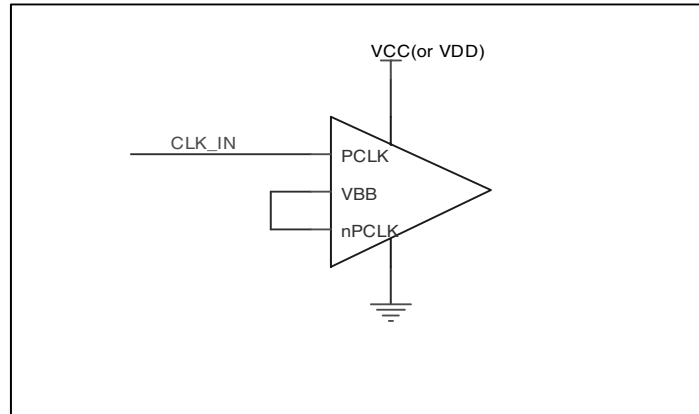 VCC(or VDD)
CLK_IN
PCLK
VBB
nPCLK